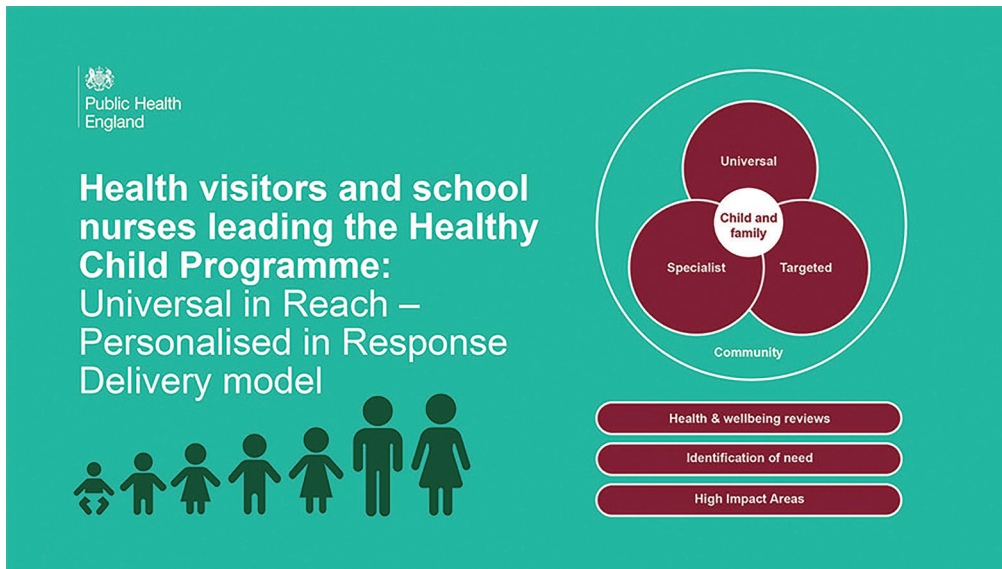 Public Health
England
Health visitors and school
nurses leading the Healthy
Child Programme:
Universal in Reach –
Personalised in Response
Delivery model
Universal
Child and
family
Specialist
Targeted
Community
Health & wellbeing reviews
Identification of need
High Impact Areas